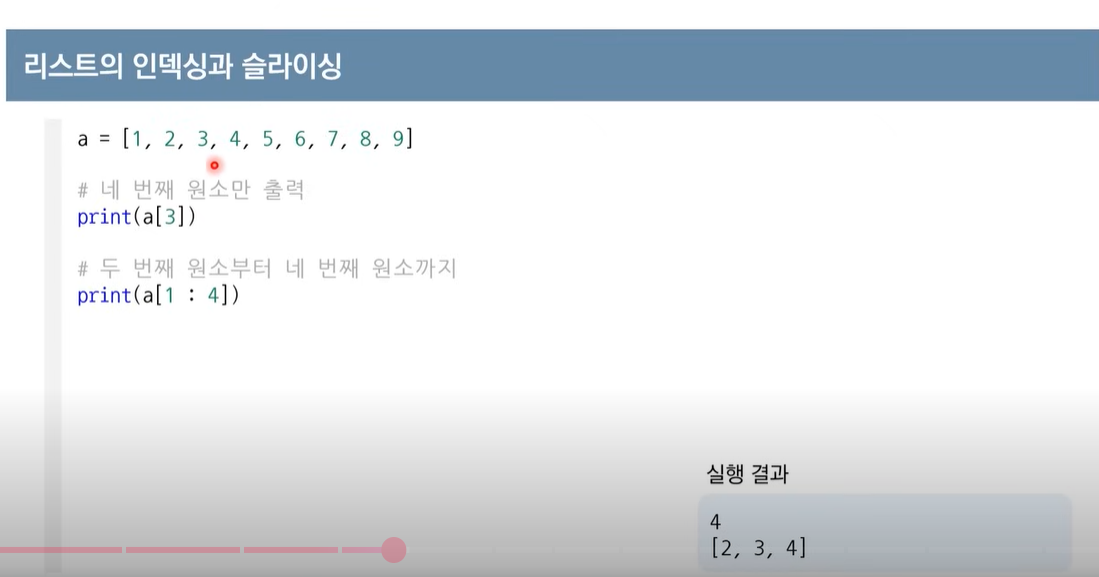 리스트의 인덱싱과 슬라이싱
a = [1, 2, 3, 4, 5, 6, 7, 8, 9]
# 네 번째 원소만 출력
print(a[3])
# 두 번째 원소부터 네 번째 원소까지
print(a[1 : 4])
실행 결과
4
[2, 3, 4]